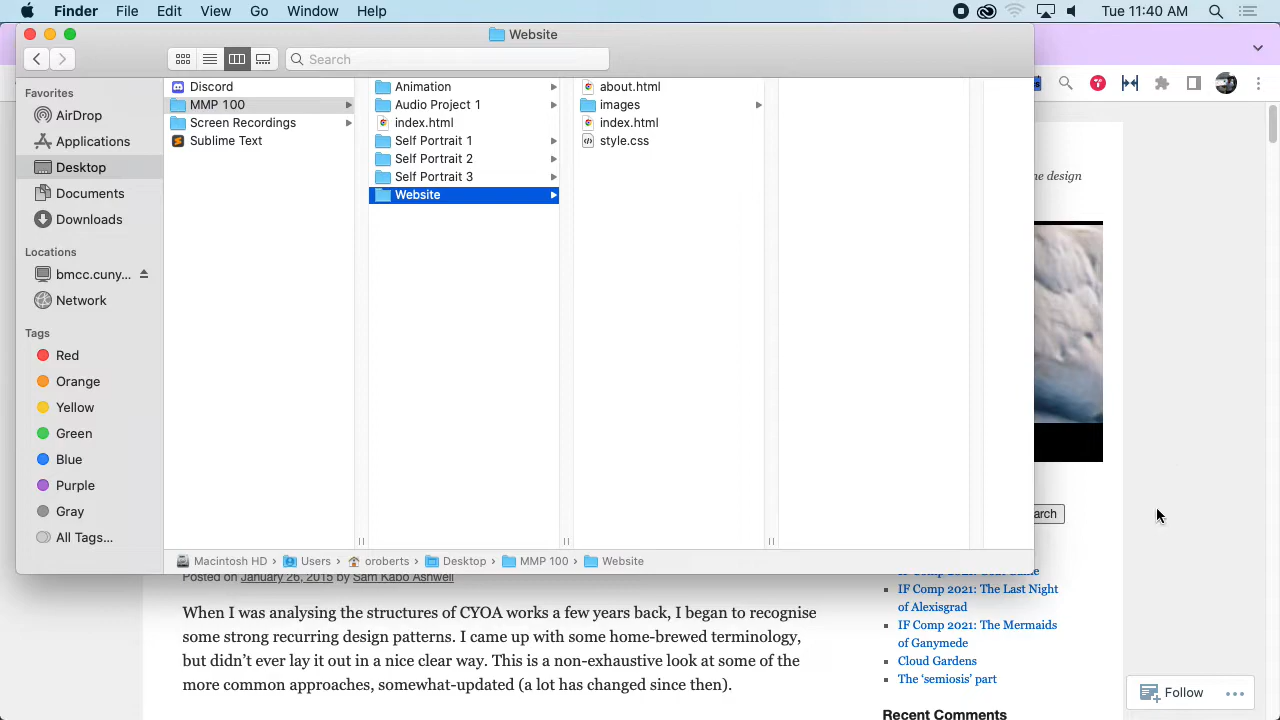 Finder File Edit View Go Window Help Tue 11:40 AM
Website
Search
Favorites
AirDrop
Applications
Desktop
Documents
Downloads
Locations
bmcc.cuny...
Network
Tags
Red
Orange
Yellow
Green
Blue
Purple
Gray
All Tags...
Discord
MMP 100
Screen Recordings
Sublime Text
Animation
Audio Project 1
index.html
Self Portrait 1
Self Portrait 2
Self Portrait 3
Website
about.html
images
index.html
style.css
Macintosh HD › Users › oroberts › Desktop › MMP 100 › Website
ne design
arch
Posted on January 26, 2015 by Sam Kabo Ashwell
When I was analysing the structures of CYOA works a few years back, I began to recognise
some strong recurring design patterns. I came up with some home-brewed terminology,
but didn't ever lay it out in a nice clear way. This is a non-exhaustive look at some of the
more common approaches, somewhat-updated (a lot has changed since then).
IF Comp 2021: The Last Night
of Alexisgrad
IF Comp 2021: The Mermaids
of Ganymede
Cloud Gardens
The 'semiosis' part
Recent Comments
Follow